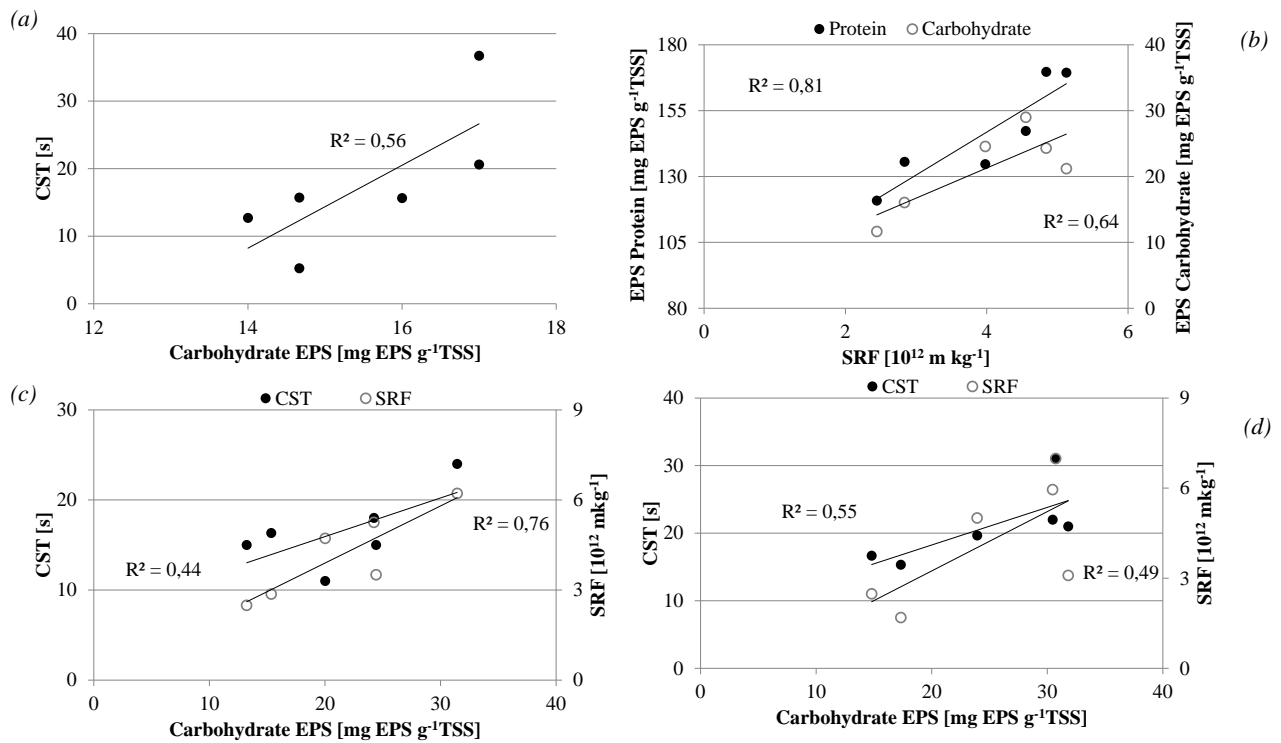 (a)
40
30
20
10
0
CST [s]
R² = 0,56
12
14
16
18
Carbohydrate EPS [mg EPS g⁻¹TSS]
Protein
Carbohydrate
(b)
180
155
130
105
80
EPS Protein [mg EPS g⁻¹TSS]
R² = 0,81
R² = 0,64
40
30
20
10
0
EPS Carbohydrate [mg EPS g⁻¹TSS]
0
2
4
6
SRF [10¹² m kg⁻¹]
(c)
CST
SRF
30
20
10
0
CST [s]
R² = 0,44
R² = 0,76
9
6
3
0
SRF [10¹² mkg⁻¹]
0
10
20
30
40
Carbohydrate EPS [mg EPS g⁻¹TSS]
CST
SRF
(d)
40
30
20
10
0
CST [s]
R² = 0,55
R² = 0,49
9
6
3
0
SRF [10¹² mkg⁻¹]
0
10
20
30
40
Carbohydrate EPS [mg EPS g⁻¹TSS]